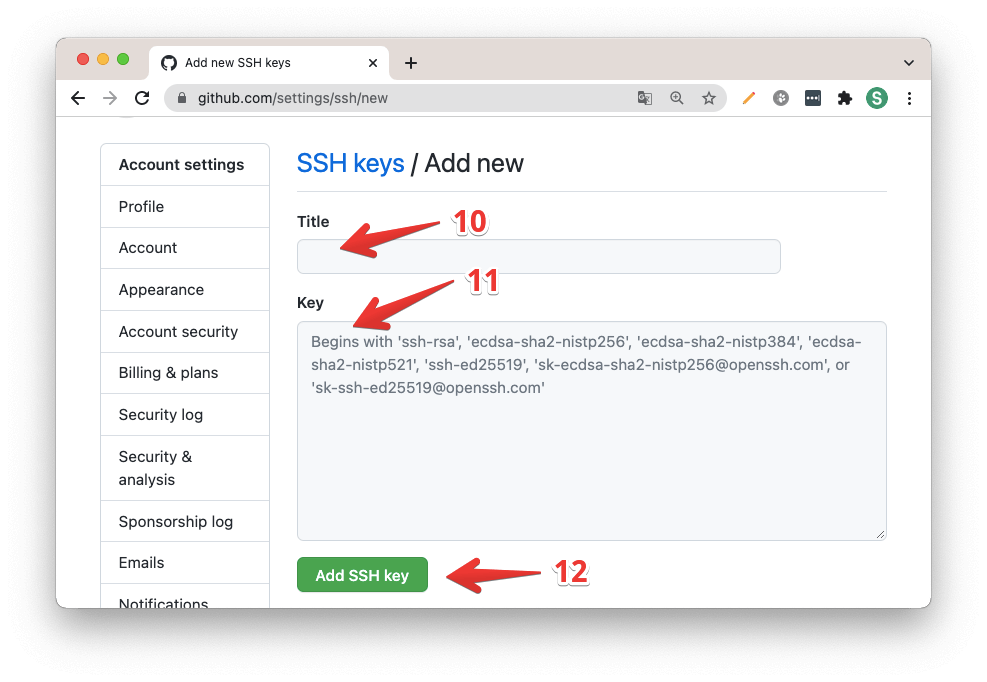 Add new SSH keys
github.com/settings/ssh/new
S
Account settings
Profile
Account
Appearance
Account security
Billing & plans
Security log
Security &
analysis
Sponsorship log
Emails
Notifications
SSH keys / Add new
Title
10
11
Key
Begins with 'ssh-rsa', 'ecdsa-sha2-nistp256', 'ecdsa-sha2-nistp384', 'ecdsa-
sha2-nistp521', 'ssh-ed25519', 'sk-ecdsa-sha2-nistp256@openssh.com', or
'sk-ssh-ed25519@openssh.com'
Add SSH key
12